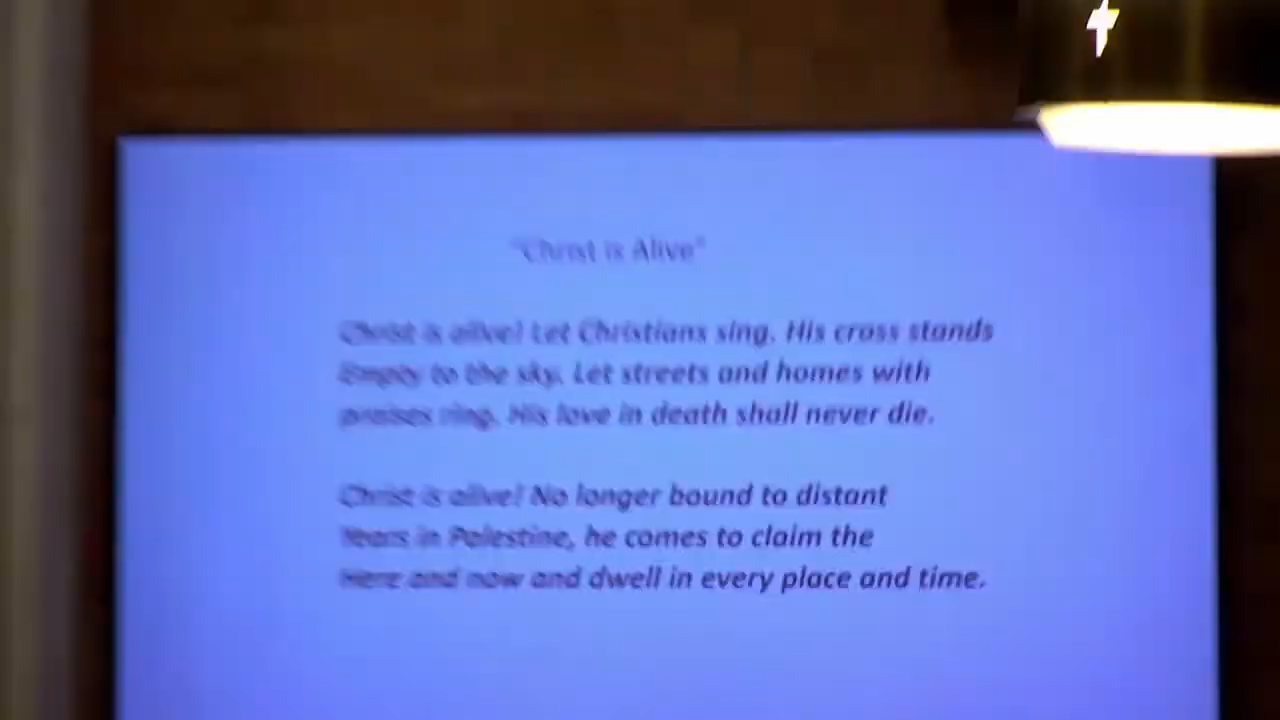 "Christ is Alive"
Christ is alive! Let Christians sing. His cross stands
Empty to the sky. Let streets and homes with
praises ring. His love in death shall never die.
Christ is alive! No longer bound to distant
Years in Palestine, he comes to claim the
Here and now and dwell in every place and time.